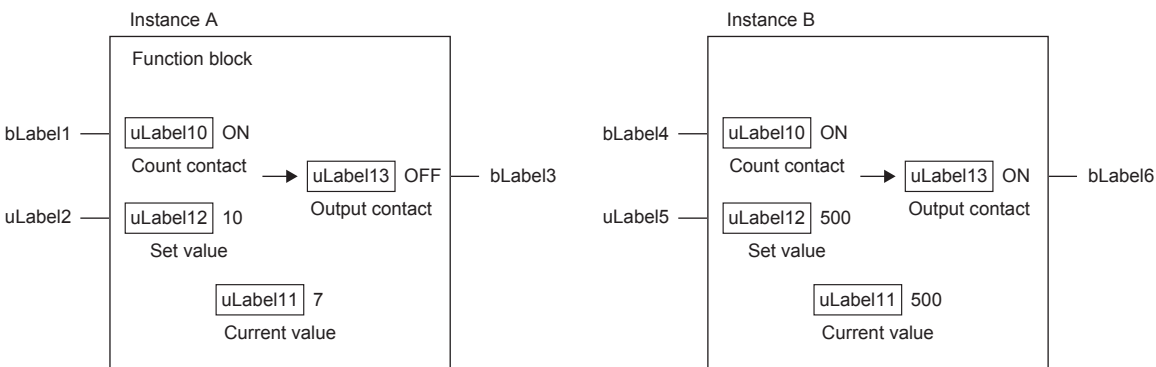 Instance A
Function block
bLabel1
uLabel10 ON
Count contact
uLabel13 OFF
bLabel3
Output contact
uLabel2
uLabel12 10
Set value
uLabel11 7
Current value
Instance B
bLabel4
uLabel10 ON
Count contact
uLabel13 ON
bLabel6
Output contact
uLabel5
uLabel12 500
Set value
uLabel11 500
Current value